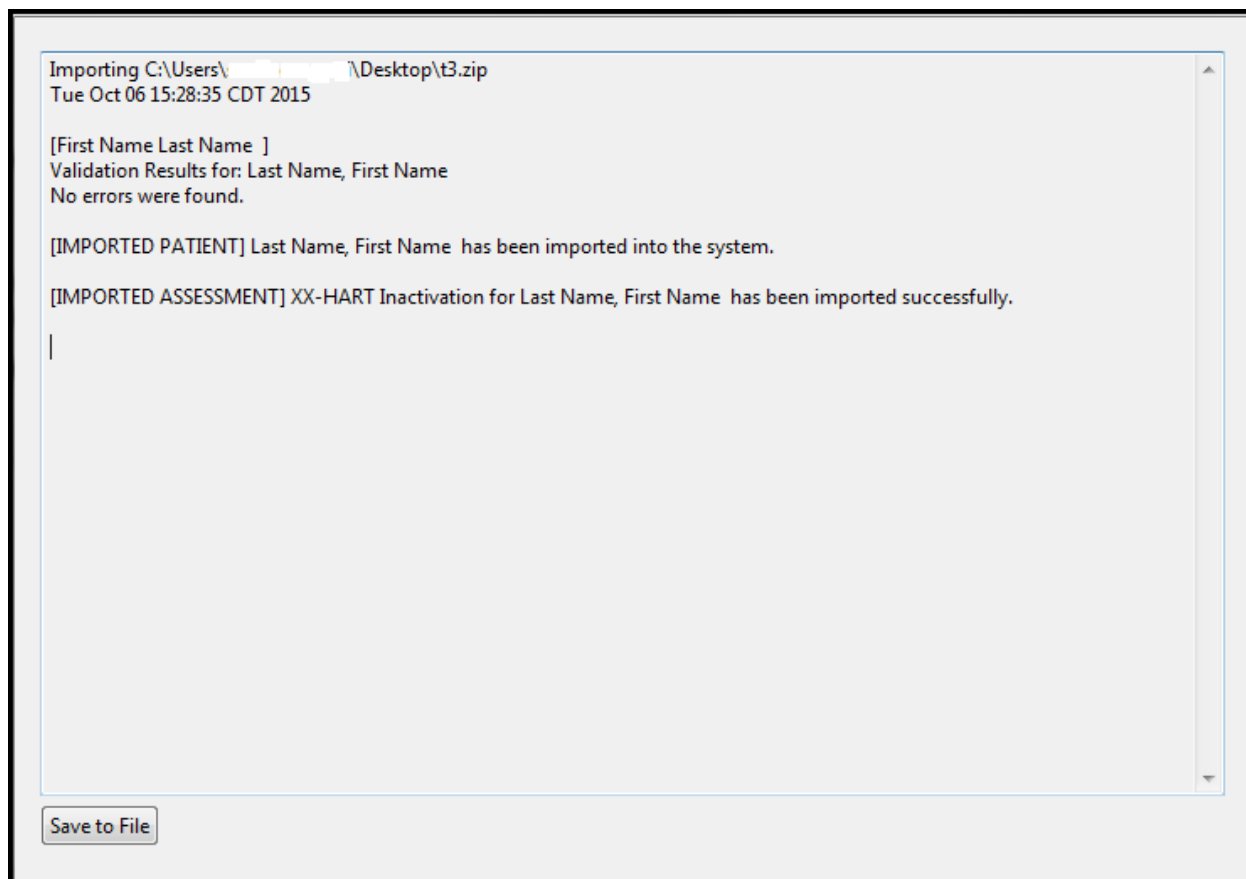 Importing C:\Users\ \Desktop\t3.zip
Tue Oct 06 15:28:35 CDT 2015
[First Name Last Name  ]
Validation Results for: Last Name, First Name
No errors were found.
[IMPORTED PATIENT] Last Name, First Name  has been imported into the system.
[IMPORTED ASSESSMENT] XX-HART Inactivation for Last Name, First Name  has been imported successfully.
Save to File